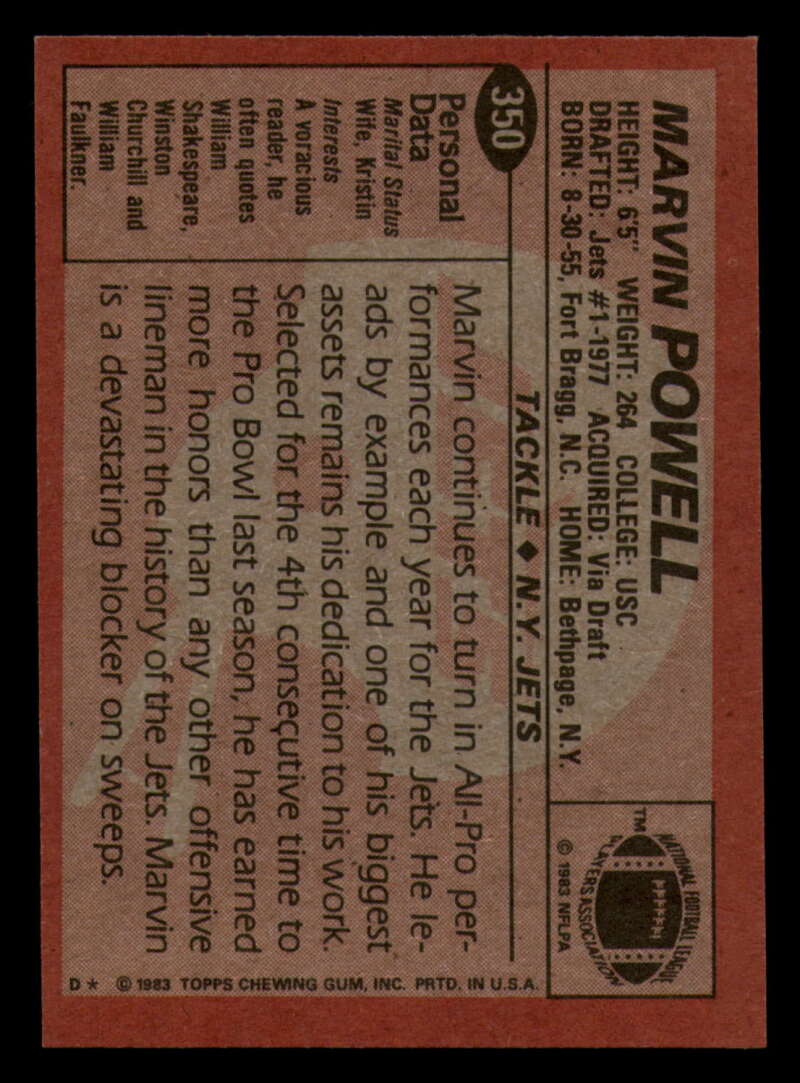 MARVIN POWELL
HEIGHT: 6'5" WEIGHT: 264 COLLEGE: USC
DRAFTED: Jets #1-1977 ACQUIRED: Via Draft
BORN: 8-30-55, Fort Bragg, N.C. HOME: Bethpage, N.Y.
NATIONAL FOOTBALL LEAGUE
PLAYERS ASSOCIATION
TM
© 1983 NFLPA
350
TACKLE ♦ N.Y. JETS
Personal
Data
Marital Status
Wife, Kristin
Interests
A voracious
reader, he
often quotes
William
Shakespeare,
Winston
Churchill and
William
Faulkner.
Marvin continues to turn in All-Pro per-
formances each year for the Jets. He le-
ads by example and one of his biggest
assets remains his dedication to his work.
Selected for the 4th consecutive time to
the Pro Bowl last season, he has earned
more honors than any other offensive
lineman in the history of the Jets. Marvin
is a devastating blocker on sweeps.
D* © 1983 TOPPS CHEWING GUM, INC. PRTD. IN U.S.A.